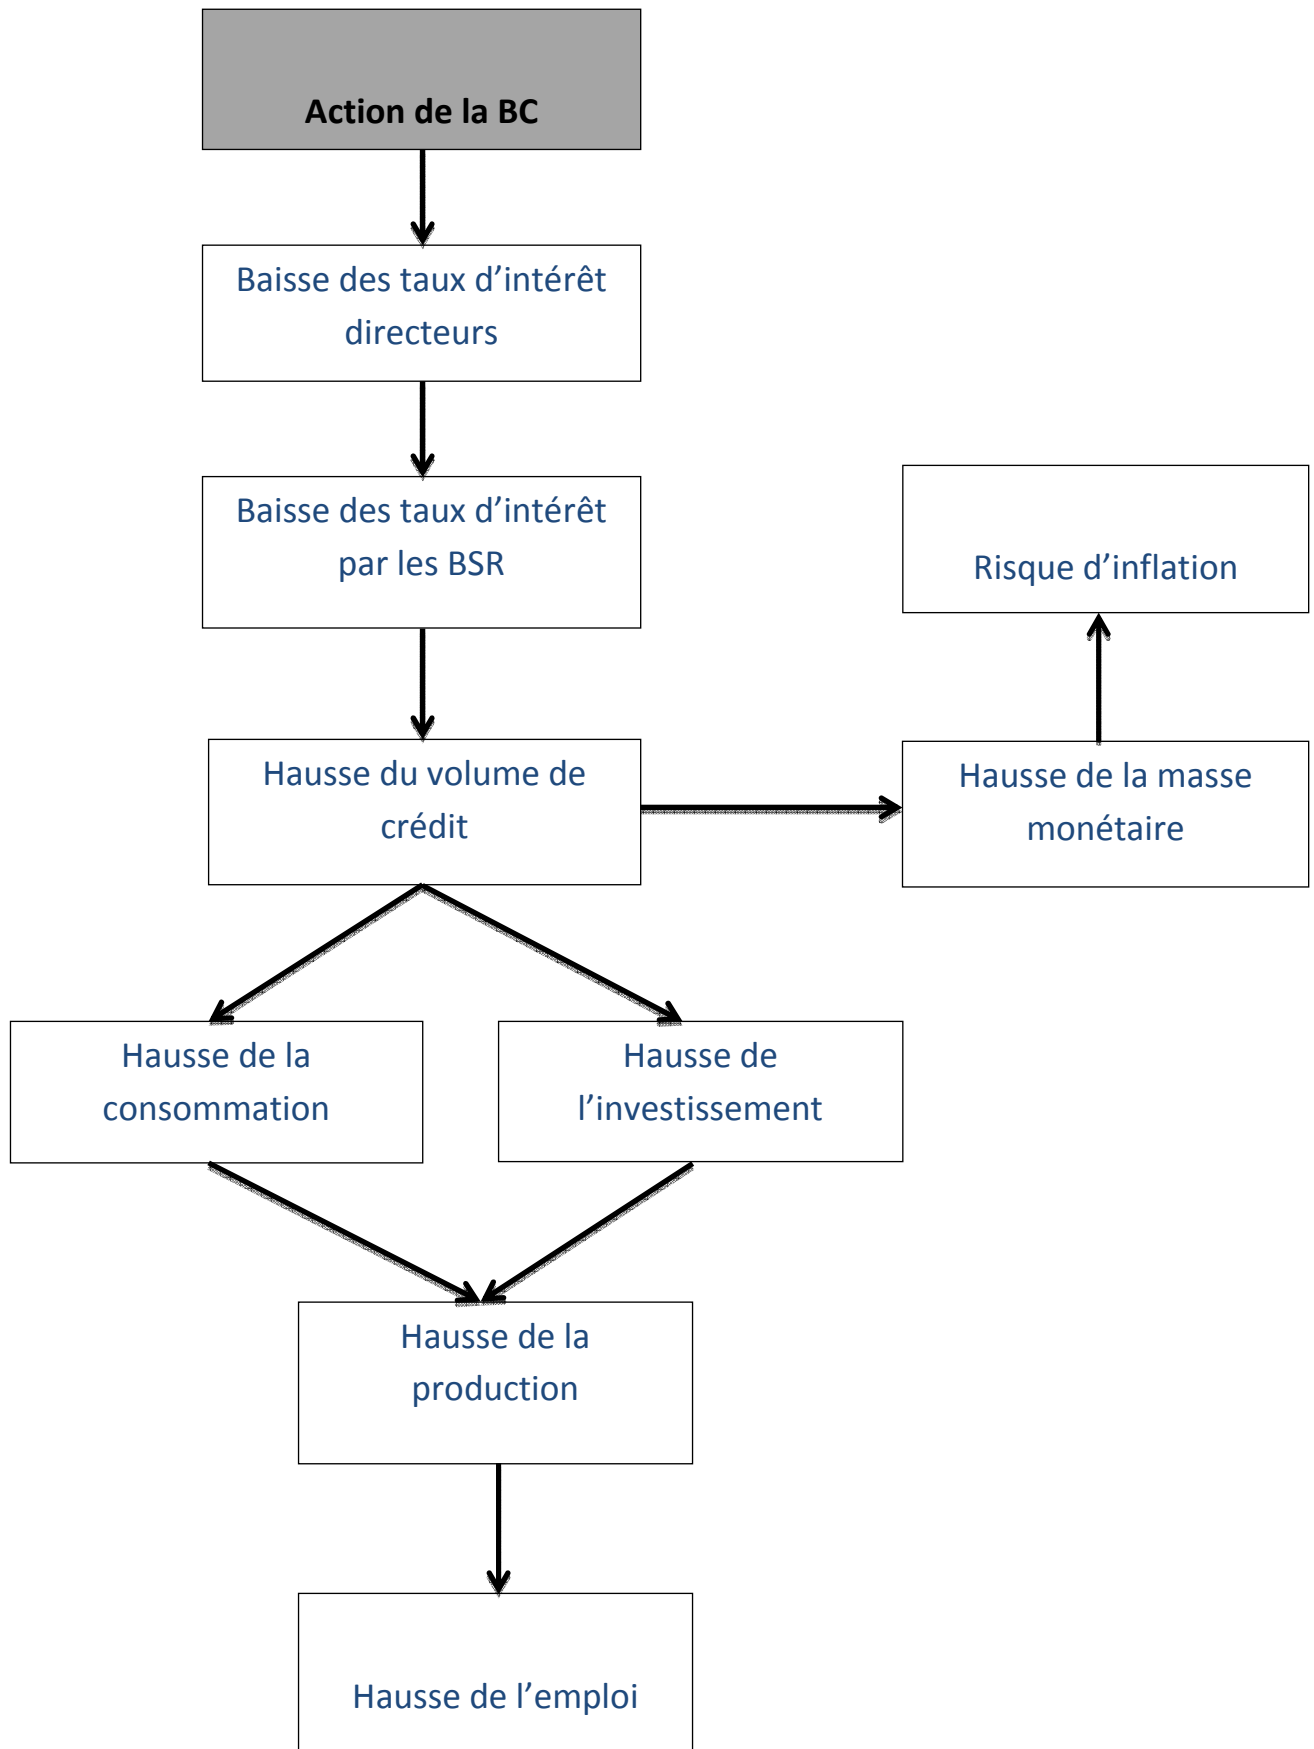 Action de la BC
Baisse des taux d’intérêt
directeurs
Baisse des taux d’intérêt
par les BSR
Risque d’inflation
Hausse du volume de
crédit
Hausse de la masse
monétaire
Hausse de la
consommation
Hausse de
l’investissement
Hausse de la
production
Hausse de l’emploi